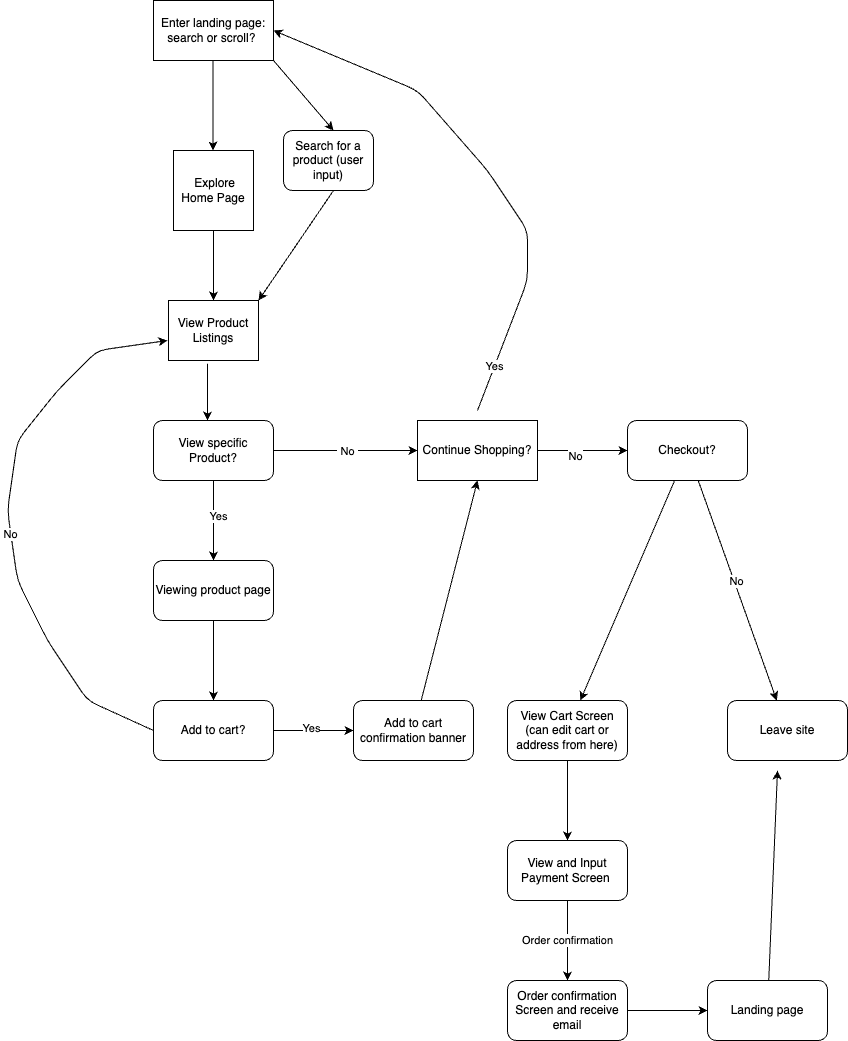 Enter landing page:
search or scroll?
Search for a
product (user
input)
Explore
Home Page
View Product
Listings
Yes
View specific
Product?
No
Continue Shopping?
No
Checkout?
Yes
No
Viewing product page
No
Add to cart?
Yes
Add to cart
confirmation banner
View Cart Screen
(can edit cart or
address from here)
Leave site
View and Input
Payment Screen
Order confirmation
Order confirmation
Screen and receive
email
Landing page